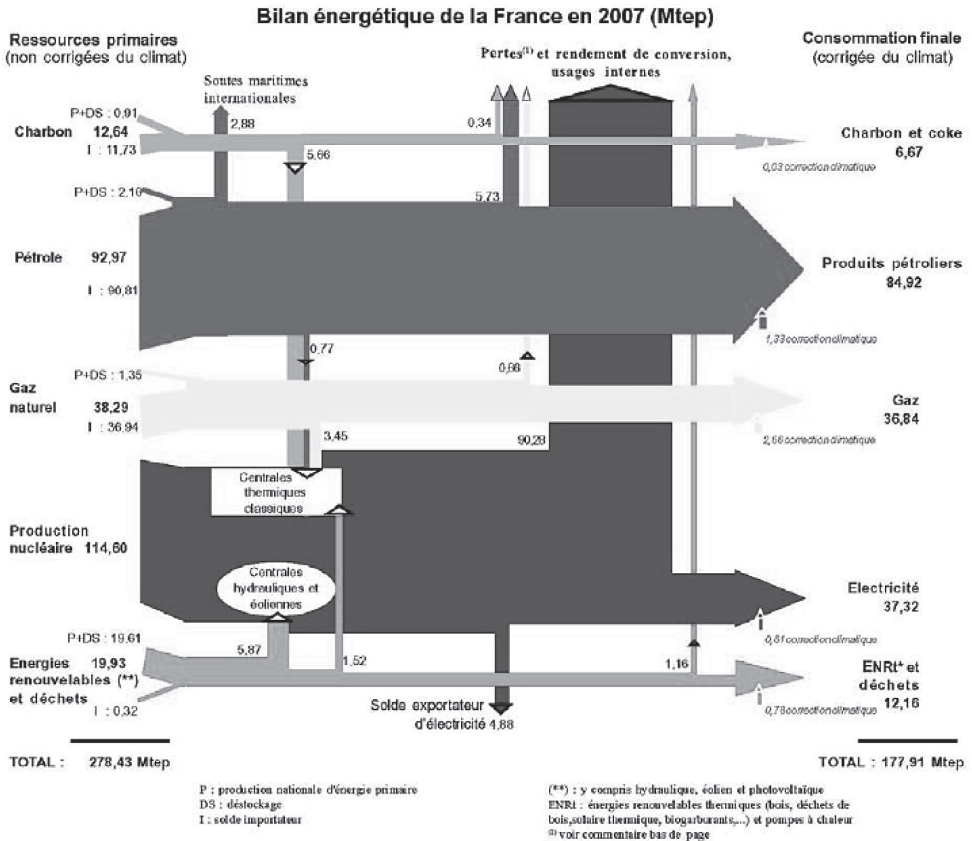 Bilan énergétique de la France en 2007 (Mtep)
Ressources primaires
(non corrigées du climat)
Consommation finale
(corrigée du climat)
Pertes(1) et rendement de conversion,
usages internes
Soutes maritimes
internationales
P+DS : 0,91
Charbon 12,64
I : 11,73
2,88
5,66
0,34
Charbon et coke
6,67
0,03 correction climatique
P+DS : 2,16
5,73
Pétrole 92,97
I : 90,81
Produits pétroliers
84,92
1,33 correction climatique
0,77
P+DS : 1,35
0,66
Gaz
naturel 38,29
I : 36,94
3,45
90,28
Gaz
36,84
2,66 correction climatique
Centrales
thermiques
classiques
Production
nucléaire 114,60
Centrales
hydrauliques et
éoliennes
Electricité
37,32
0,61 correction climatique
P+DS : 19,61
5,87
1,52
1,16
Energies 19,93
renouvelables (**)
et déchets
I : 0,32
ENRt* et
déchets
12,16
0,78 correction climatique
Solde exportateur
d'électricité 4,88
TOTAL : 278,43 Mtep
TOTAL : 177,91 Mtep
P : production nationale d'énergie primaire
DS : déstockage
I : solde importateur
(**) : y compris hydraulique, éolien et photovoltaïque
ENRt : énergies renouvelables thermiques (bois, déchets de
bois,solaire thermique, biogarburants,...) et pompes à chaleur
(1) voir commentaire bas de page